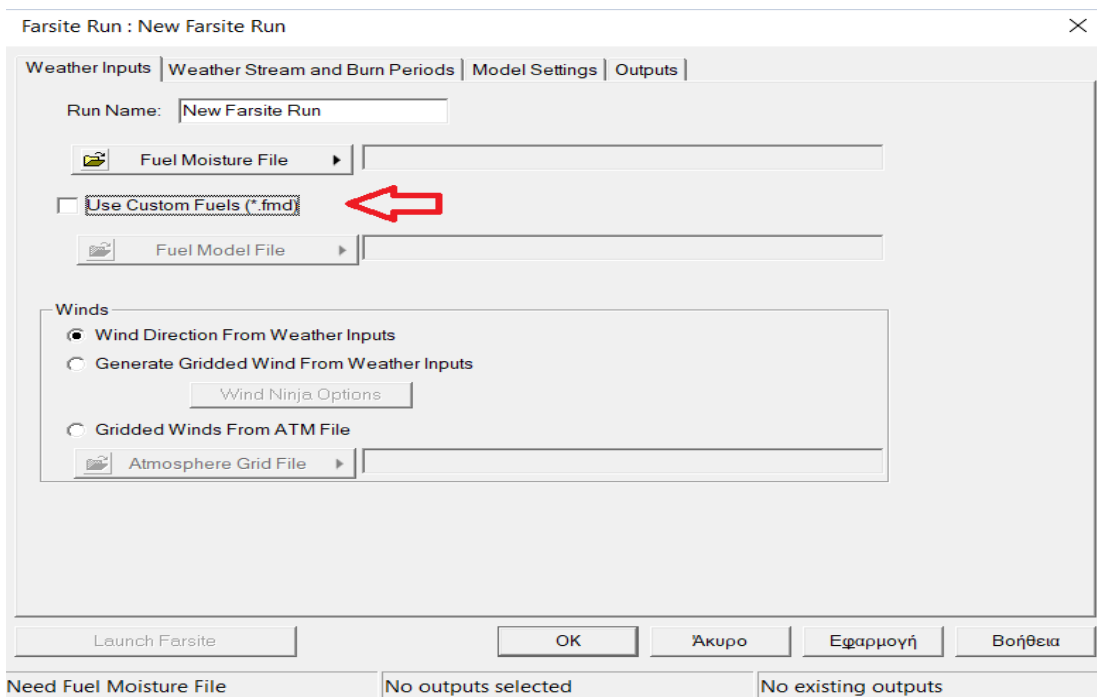 Farsite Run : New Farsite Run
Weather Inputs Weather Stream and Burn Periods Model Settings Outputs
Run Name: New Farsite Run
Fuel Moisture File
Use Custom Fuels (*.fmd)
Fuel Model File
Winds
Wind Direction From Weather Inputs
Generate Gridded Wind From Weather Inputs
Wind Ninja Options
Gridded Winds From ATM File
Atmosphere Grid File
Launch Farsite OK Άκυρο Εφαρμογή Βοήθεια
Need Fuel Moisture File No outputs selected No existing outputs